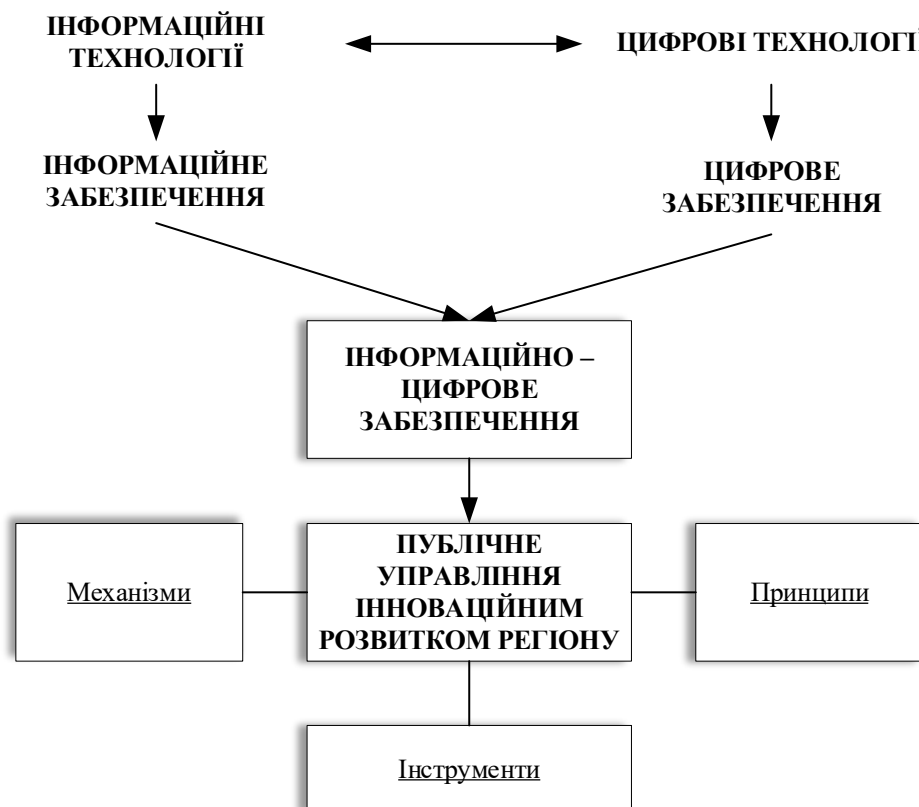 ІНФОРМАЦІЙНІ
ТЕХНОЛОГІЇ
ЦИФРОВІ ТЕХНОЛОГІЇ
ІНФОРМАЦІЙНЕ
ЗАБЕЗПЕЧЕННЯ
ЦИФРОВЕ
ЗАБЕЗПЕЧЕННЯ
ІНФОРМАЦІЙНО –
ЦИФРОВЕ
ЗАБЕЗПЕЧЕННЯ
ПУБЛІЧНЕ
УПРАВЛІННЯ
ІННОВАЦІЙНИМ
РОЗВИТКОМ РЕГІОНУ
Механізми
Принципи
Інструменти